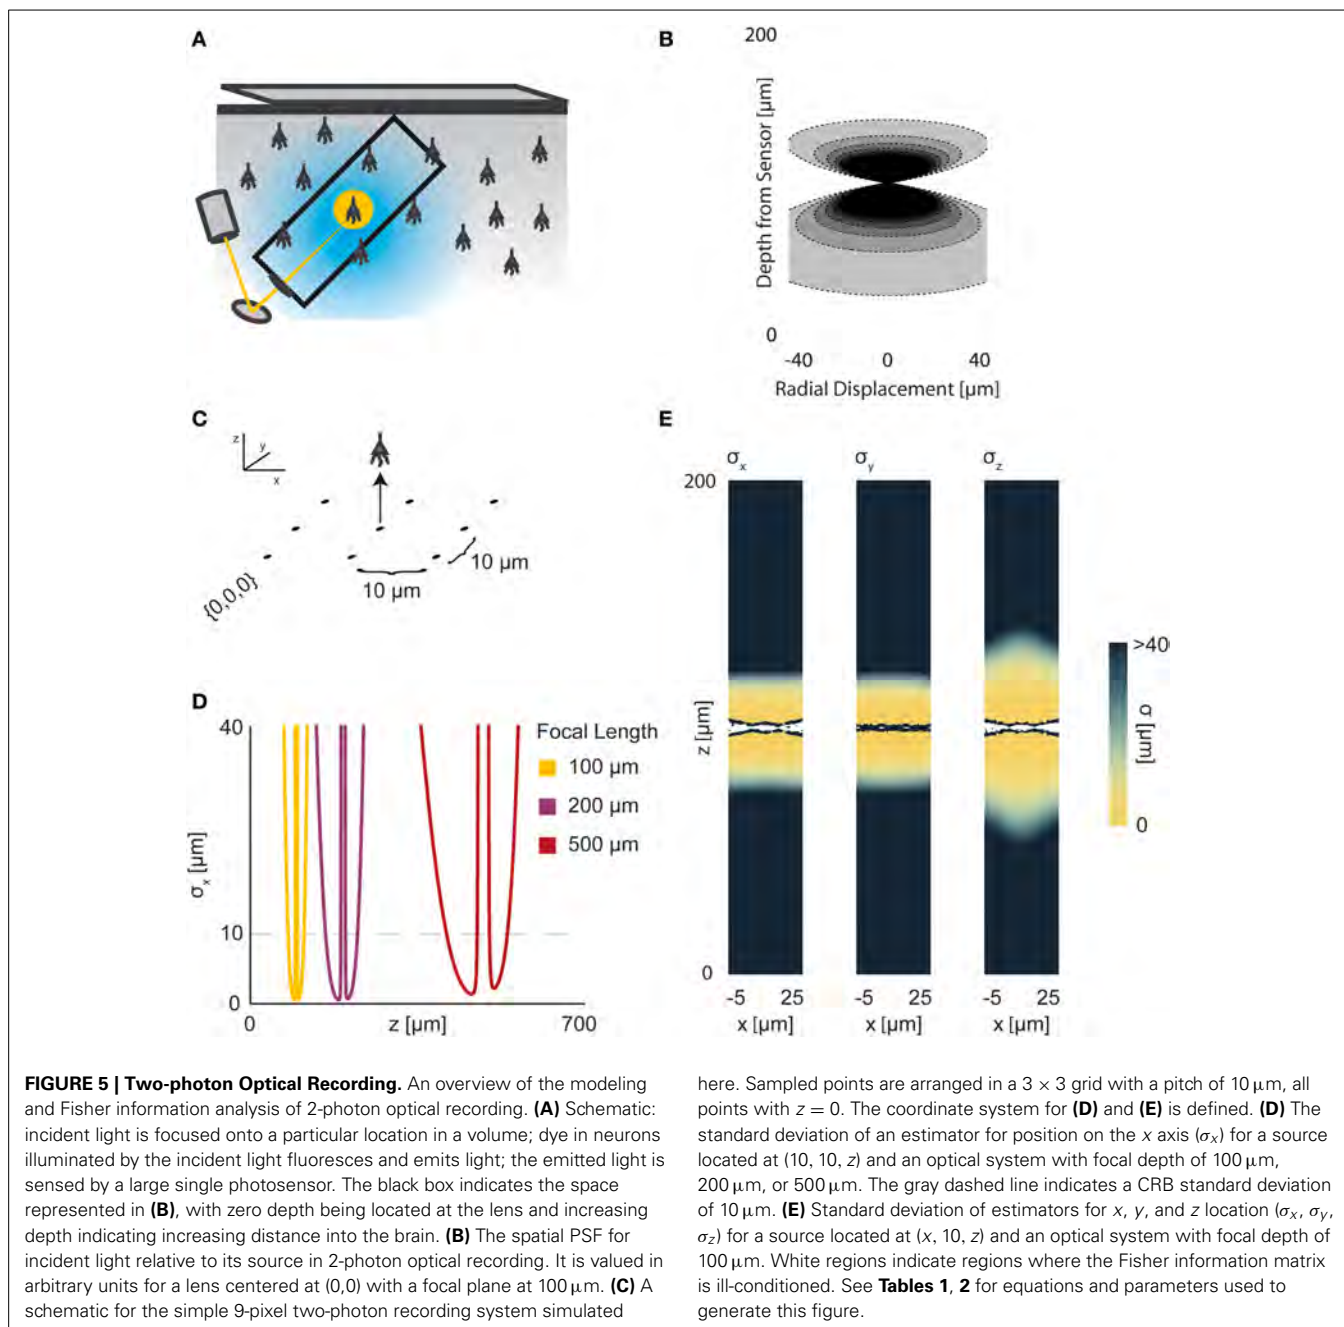 A
B
200
Depth from Sensor [µm]
0
-40 0 40
Radial Displacement [µm]
C
z
y
x
{0,0,0}
10 µm
10 µm
D
40
σx [µm]
10
0
0
z [µm]
700
Focal Length
100 µm
200 µm
500 µm
E
σx σy σz
200
z [µm]
0
-5 25 -5 25 -5 25
x [µm] x [µm] x [µm]
>40
σ [µm]
0
FIGURE 5 | Two-photon Optical Recording. An overview of the modeling
and Fisher information analysis of 2-photon optical recording. (A) Schematic:
incident light is focused onto a particular location in a volume; dye in neurons
illuminated by the incident light fluoresces and emits light; the emitted light is
sensed by a large single photosensor. The black box indicates the space
represented in (B), with zero depth being located at the lens and increasing
depth indicating increasing distance into the brain. (B) The spatial PSF for
incident light relative to its source in 2-photon optical recording. It is valued in
arbitrary units for a lens centered at (0,0) with a focal plane at 100 µm. (C) A
schematic for the simple 9-pixel two-photon recording system simulated
here. Sampled points are arranged in a 3 × 3 grid with a pitch of 10 µm, all
points with z = 0. The coordinate system for (D) and (E) is defined. (D) The
standard deviation of an estimator for position on the x axis (σx) for a source
located at (10, 10, z) and an optical system with focal depth of 100 µm,
200 µm, or 500 µm. The gray dashed line indicates a CRB standard deviation
of 10 µm. (E) Standard deviation of estimators for x, y, and z location (σx, σy,
σz) for a source located at (x, 10, z) and an optical system with focal depth of
100 µm. White regions indicate regions where the Fisher information matrix
is ill-conditioned. See Tables 1, 2 for equations and parameters used to
generate this figure.